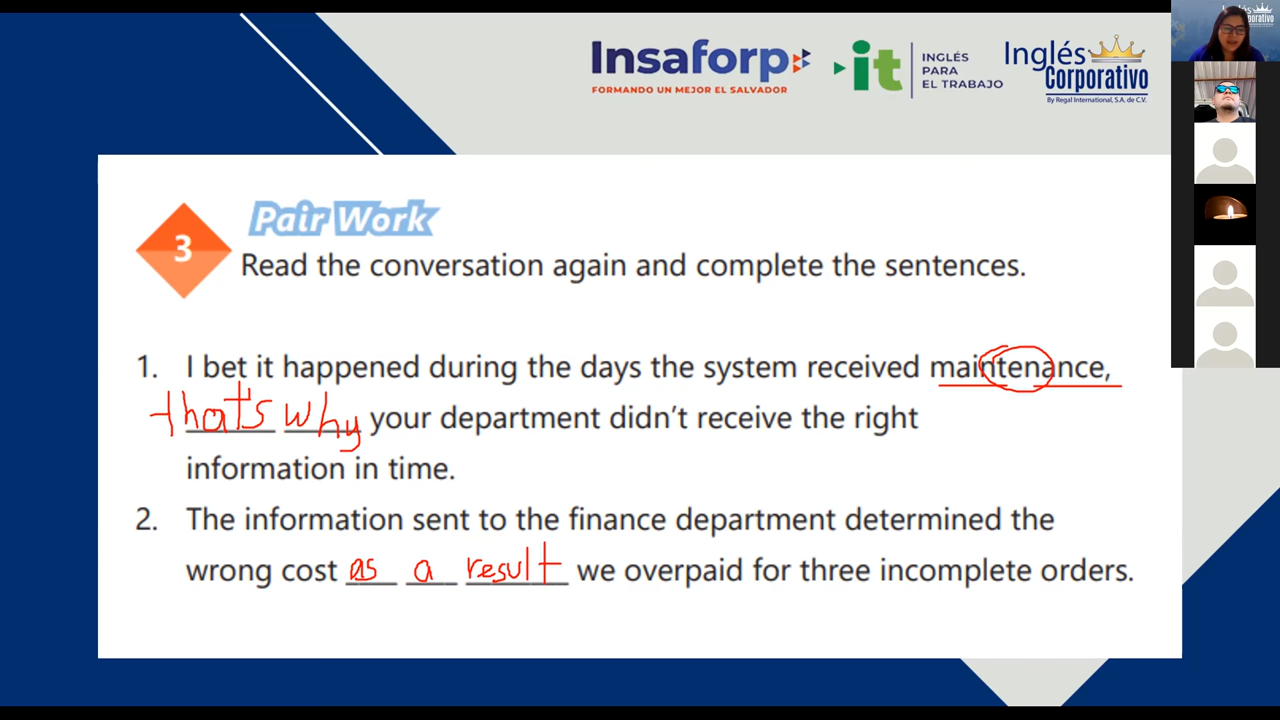 Insaforp
FORMANDO UN MEJOR EL SALVADOR
it
INGLÉS
PARA
EL TRABAJO
Inglés
Corporativo
By Regal International, S.A. de C.V.
Inglés
Corporativo
3
Pair Work
Read the conversation again and complete the sentences.
1. I bet it happened during the days the system received maintenance,
that's why your department didn't receive the right
information in time.
2. The information sent to the finance department determined the
wrong cost as a result we overpaid for three incomplete orders.